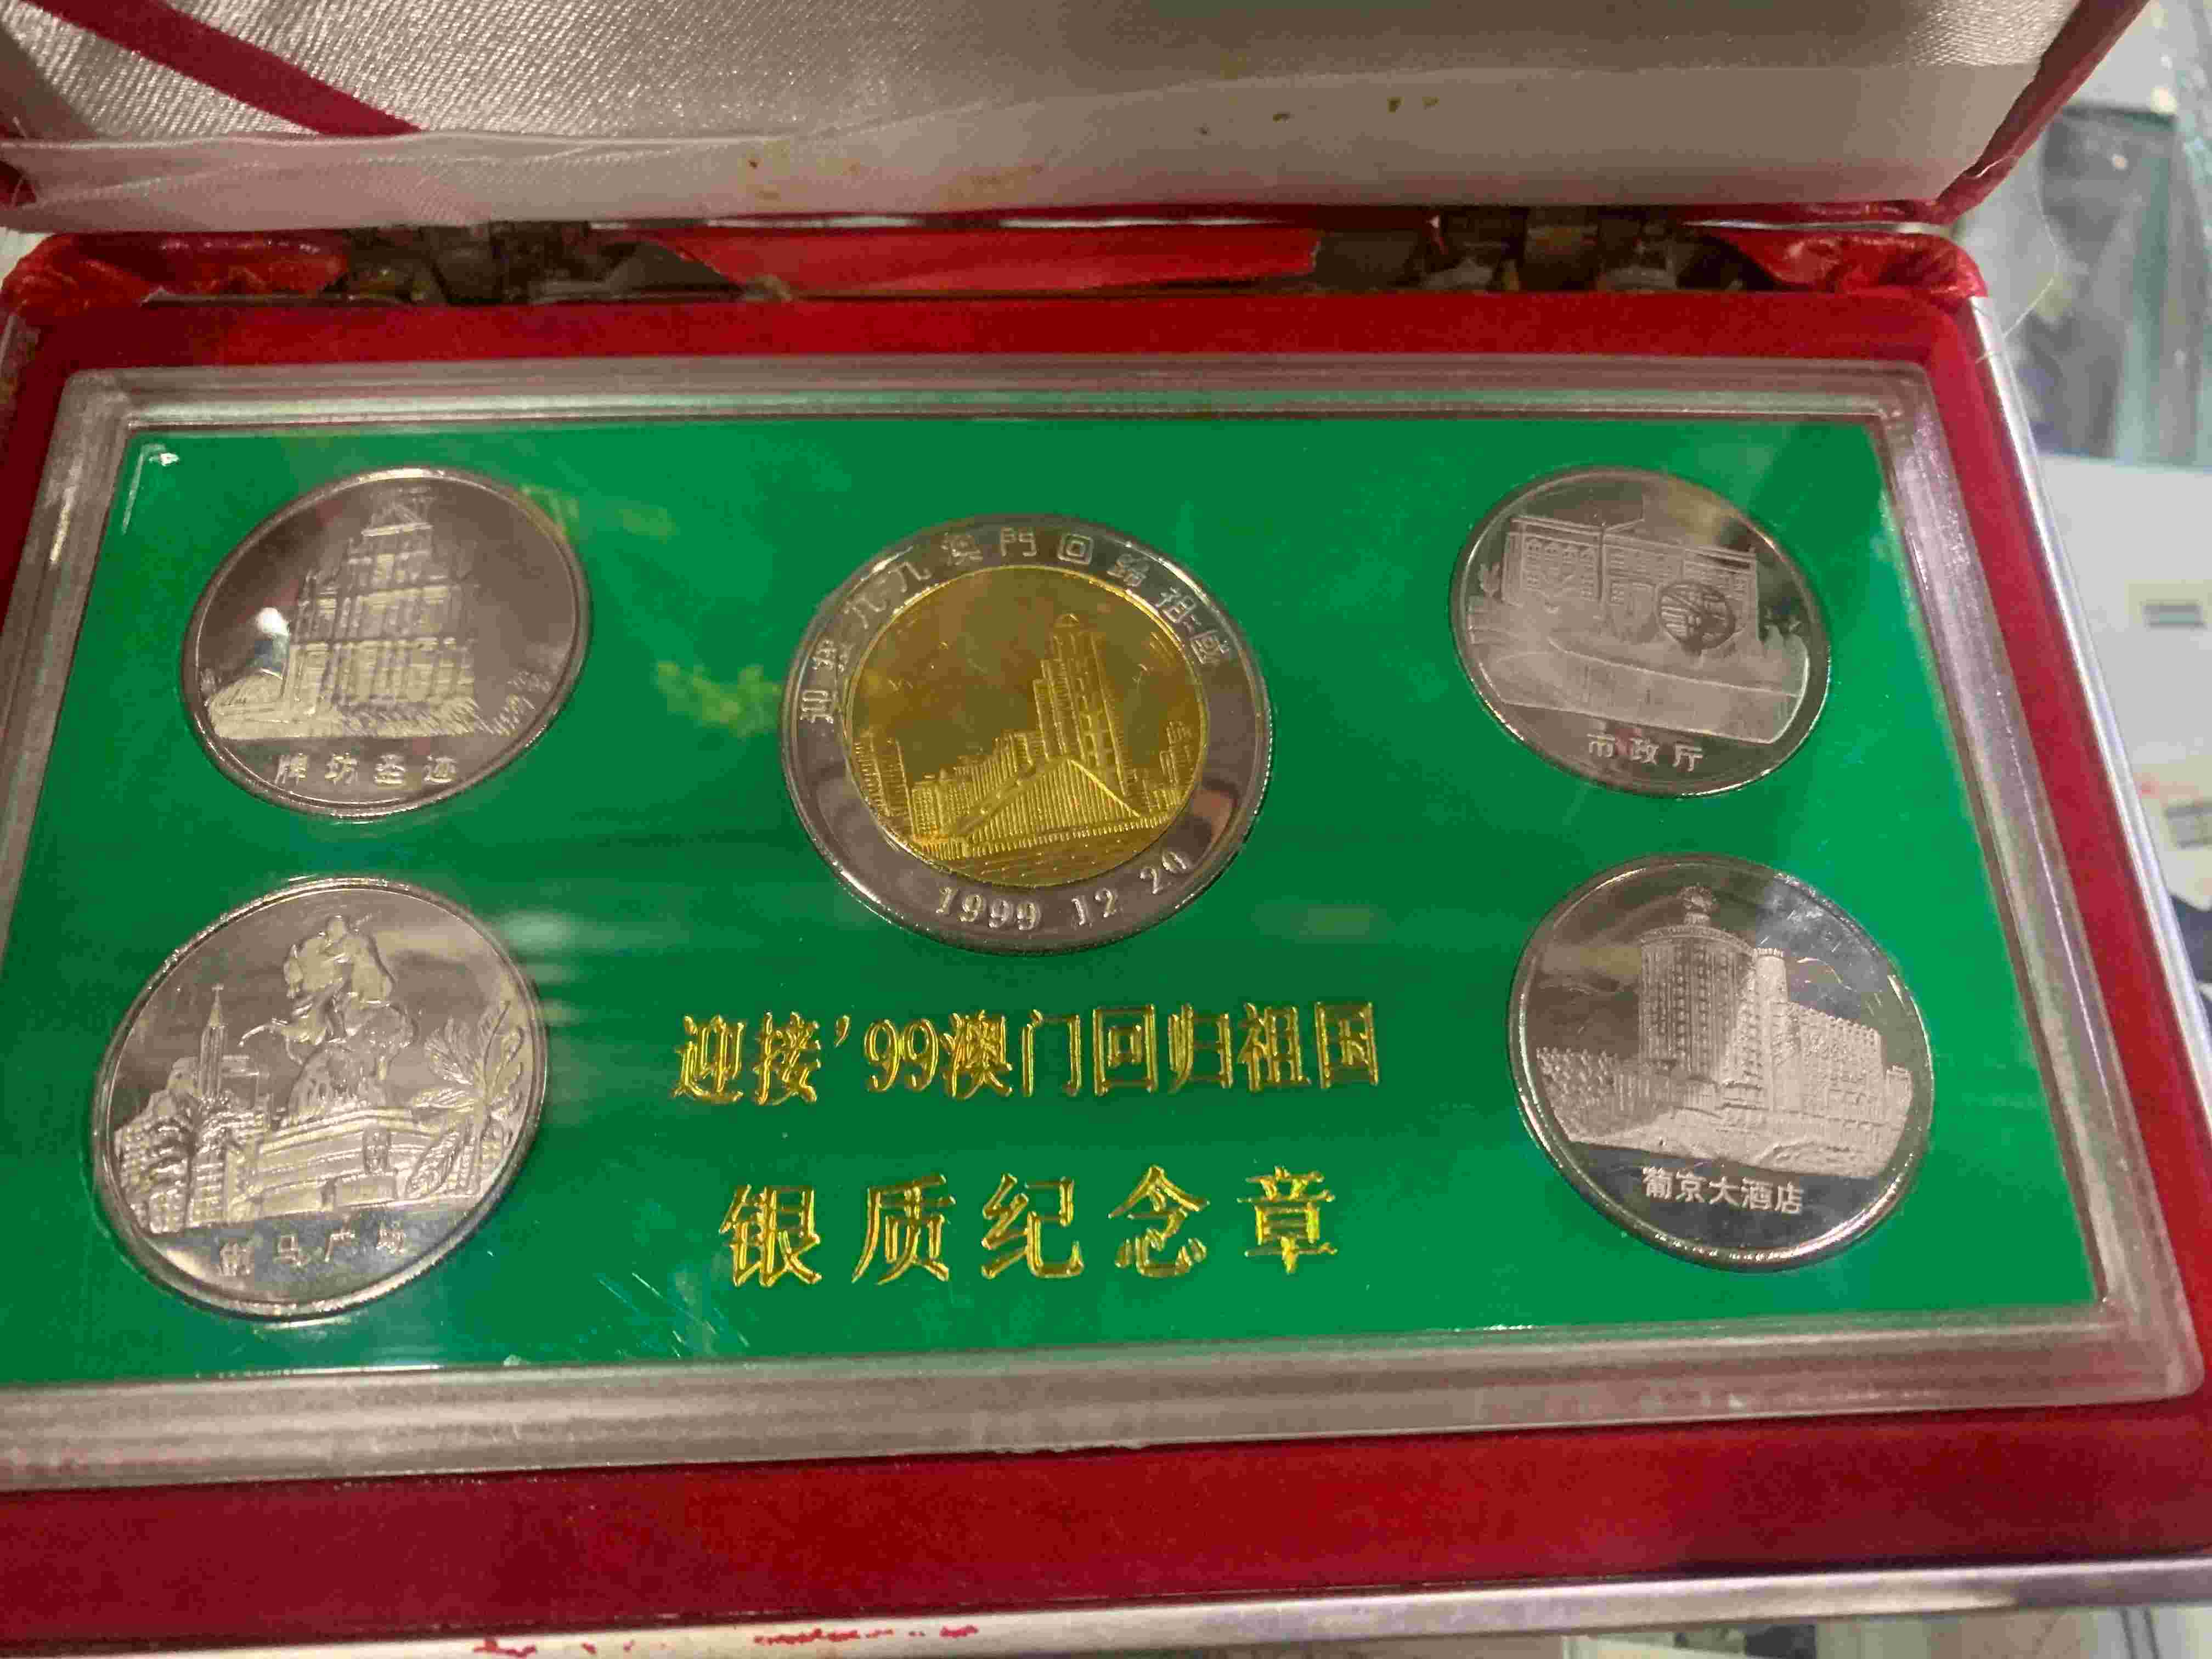 牌坊圣迹
迎接九九澳門回歸祖國
1999 12 20
市政厅
铜马广场
迎接'99澳门回归祖国
银质纪念章
葡京大酒店